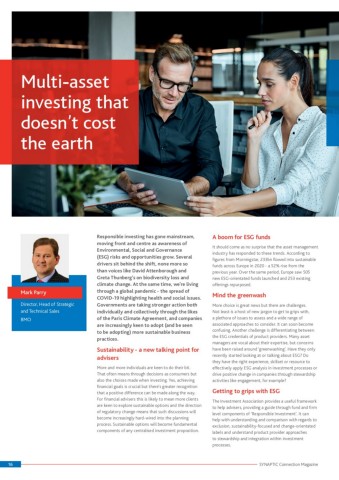 Multi-asset
investing that
doesn't cost
the earth
Mark Parry
Director, Head of Strategic
and Technical Sales
BMO
Responsible investing has gone mainstream,
moving front and centre as awareness of
Environmental, Social and Governance
(ESG) risks and opportunities grow. Several
drivers sit behind the shift, none more so
than voices like David Attenborough and
Greta Thunberg's on biodiversity loss and
climate change. At the same time, we're living
through a global pandemic - the spread of
COVID-19 highlighting health and social issues.
Governments are taking stronger action both
individually and collectively through the likes
of the Paris Climate Agreement, and companies
are increasingly keen to adopt (and be seen
to be adopting) more sustainable business
practices.
Sustainability - a new talking point for
advisers
More and more individuals are keen to do their bit.
That often means through decisions as consumers but
also the choices made when investing. Yes, achieving
financial goals is crucial but there's greater recognition
that a positive difference can be made along the way.
For financial advisers this is likely to mean more clients
are keen to explore sustainable options and the direction
of regulatory change means that such discussions will
become increasingly hard-wired into the planning
process. Sustainable options will become fundamental
components of any centralised investment proposition.
A boom for ESG funds
It should come as no surprise that the asset management
industry has responded to these trends. According to
figures from Morningstar, £views flowed into sustainable
funds across Europe in 2020 - a 52% rise from the
previous year. Over the same period, Europe saw 505
new ESG-orientated funds launched and 253 existing
offerings repurposed.
Mind the greenwash
More choice is great news but there are challenges.
Not least is a host of new jargon to get to grips with,
a plethora of issues to assess and a wide range of
associated approaches to consider. It can soon become
confusing. Another challenge is differentiating between
the ESG credentials of product providers. Many asset
managers are vocal about their expertise, but concerns
have been raised around 'greenwashing'. Have they only
recently started looking at or talking about ESG? Do
they have the right experience, skillset or resource to
effectively apply ESG analysis in investment processes or
drive positive change in companies through stewardship
activities like engagement, for example?
Getting to grips with ESG
The Investment Association provides a useful framework
to help advisers, providing a guide through fund and firm
level components of 'Responsible Investment'. It can
help with understanding and comparison with regards to
exclusion, sustainability-focused and change-orientated
labels and understand product provider approaches
to stewardship and integration within investment
processes.
16
SYNAPTIC Connection Magazine